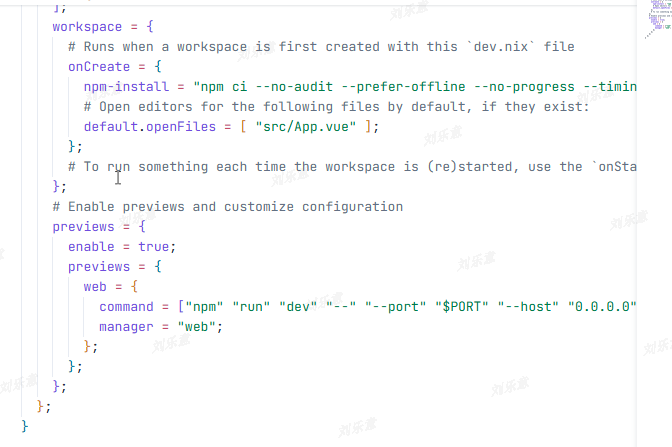 ];
workspace = {
# Runs when a workspace is first created with this `dev.nix` file
onCreate = {
npm-install = "npm ci --no-audit --prefer-offline --no-progress --timin
# Open editors for the following files by default, if they exist:
default.openFiles = [ "src/App.vue" ];
};
# To run something each time the workspace is (re)started, use the `onSta
};
# Enable previews and customize configuration
previews = {
enable = true;
previews = {
web = {
command = ["npm" "run" "dev" "--" "--port" "$PORT" "--host" "0.0.0.0"
manager = "web";
};
};
};
};
}